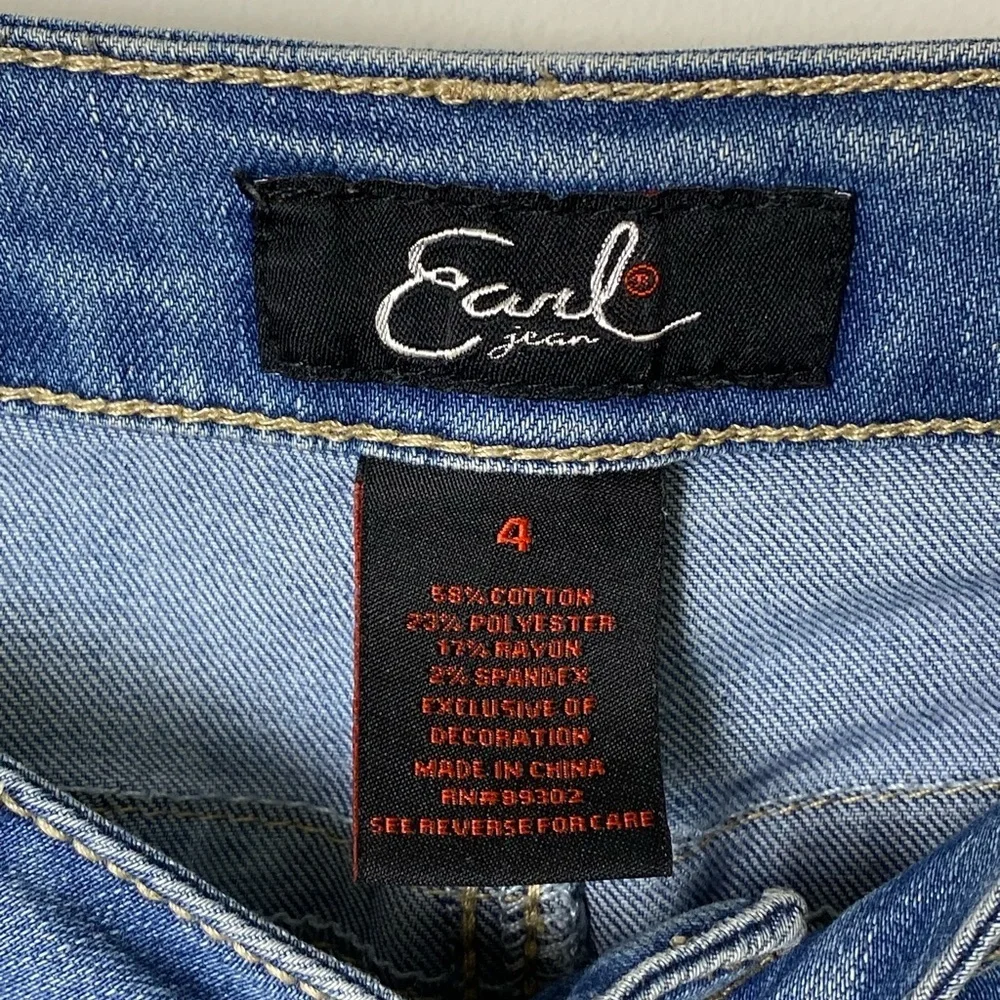 Earl®
jean
4
58% COTTON
23% POLYESTER
17% RAYON
2% SPANDEX
EXCLUSIVE OF
DECORATION
MADE IN CHINA
RN#89302
SEE REVERSE FOR CARE